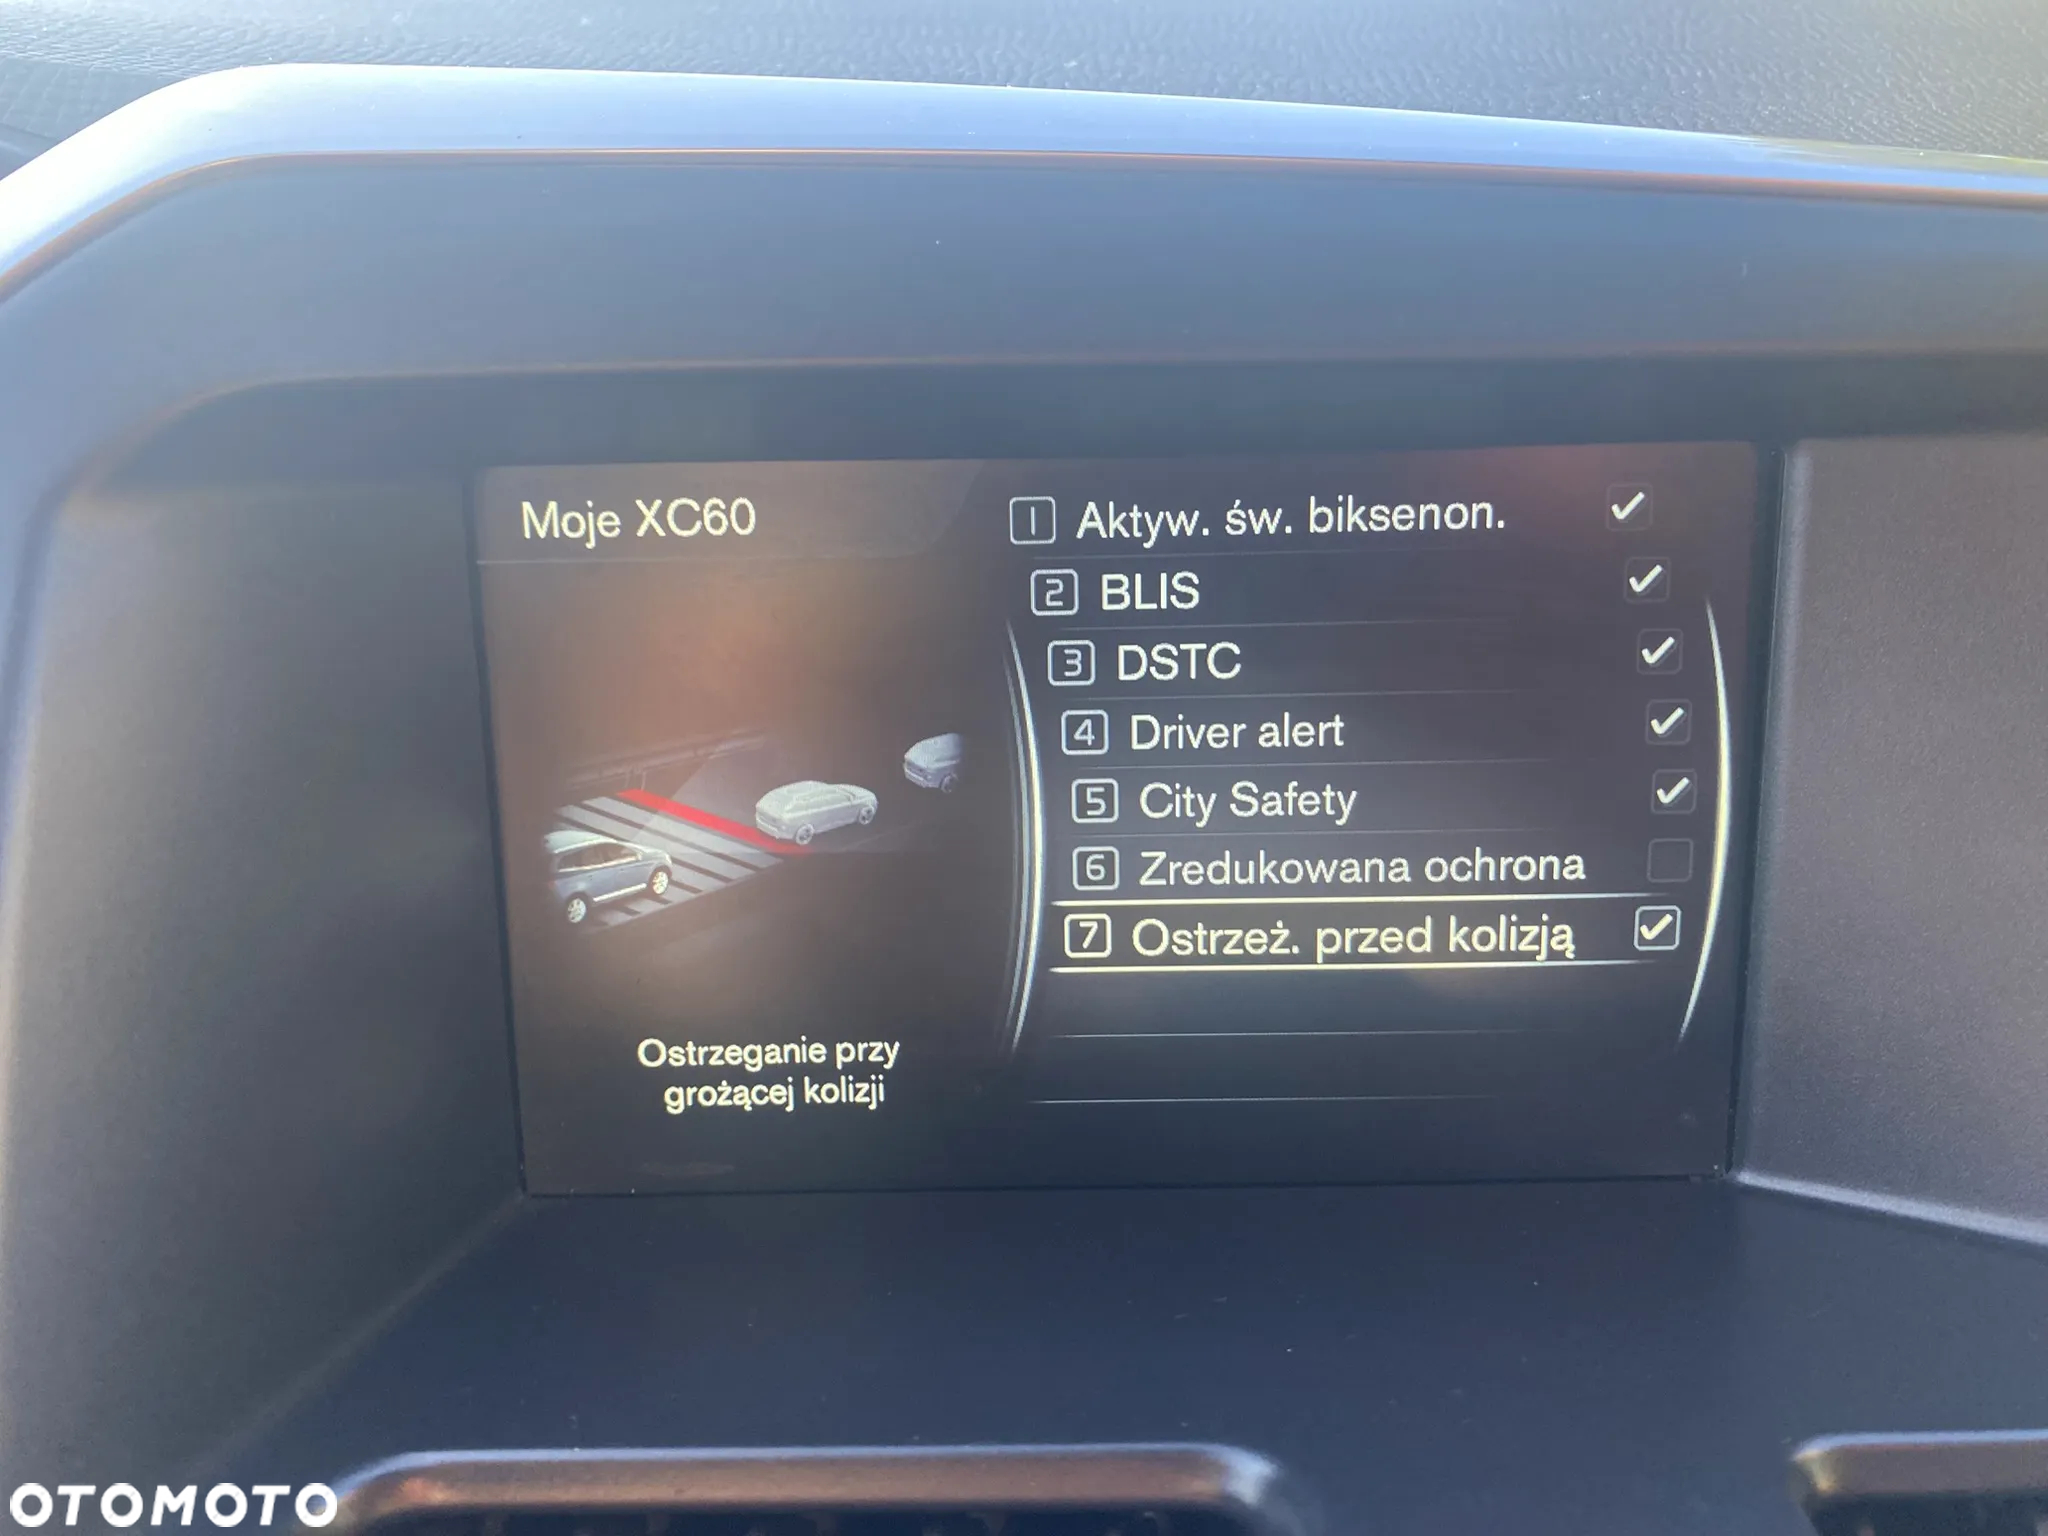 Moje XC60
1 Aktyw. św. biksenon.
2 BLIS
3 DSTC
4 Driver alert
5 City Safety
6 Zredukowana ochrona
7 Ostrzeż. przed kolizją
Ostrzeganie przy
grożącej kolizji
OTOMOTO